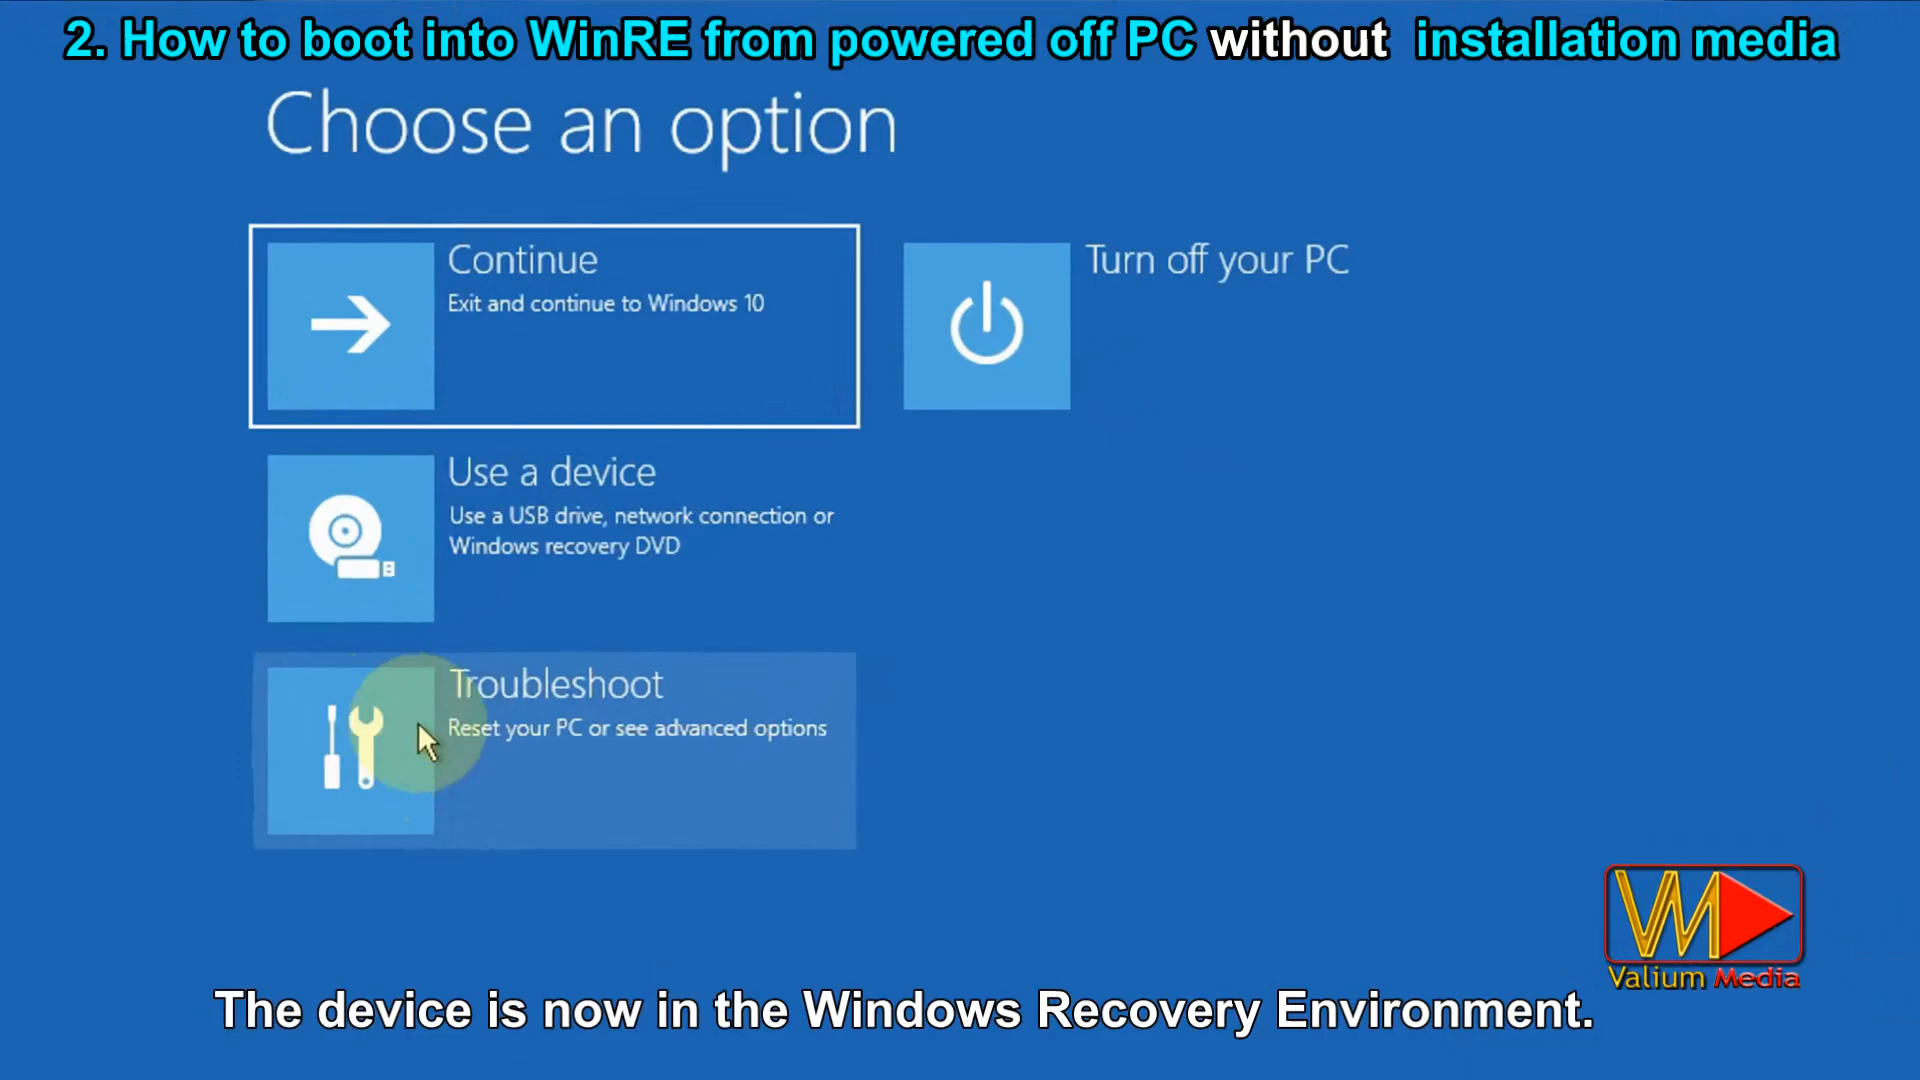 2. How to boot into WinRE from powered off PC without installation media
Choose an option
Continue
Exit and continue to Windows 10
Turn off your PC
Use a device
Use a USB drive, network connection or
Windows recovery DVD
Troubleshoot
Reset your PC or see advanced options
VM
Valium Media
The device is now in the Windows Recovery Environment.